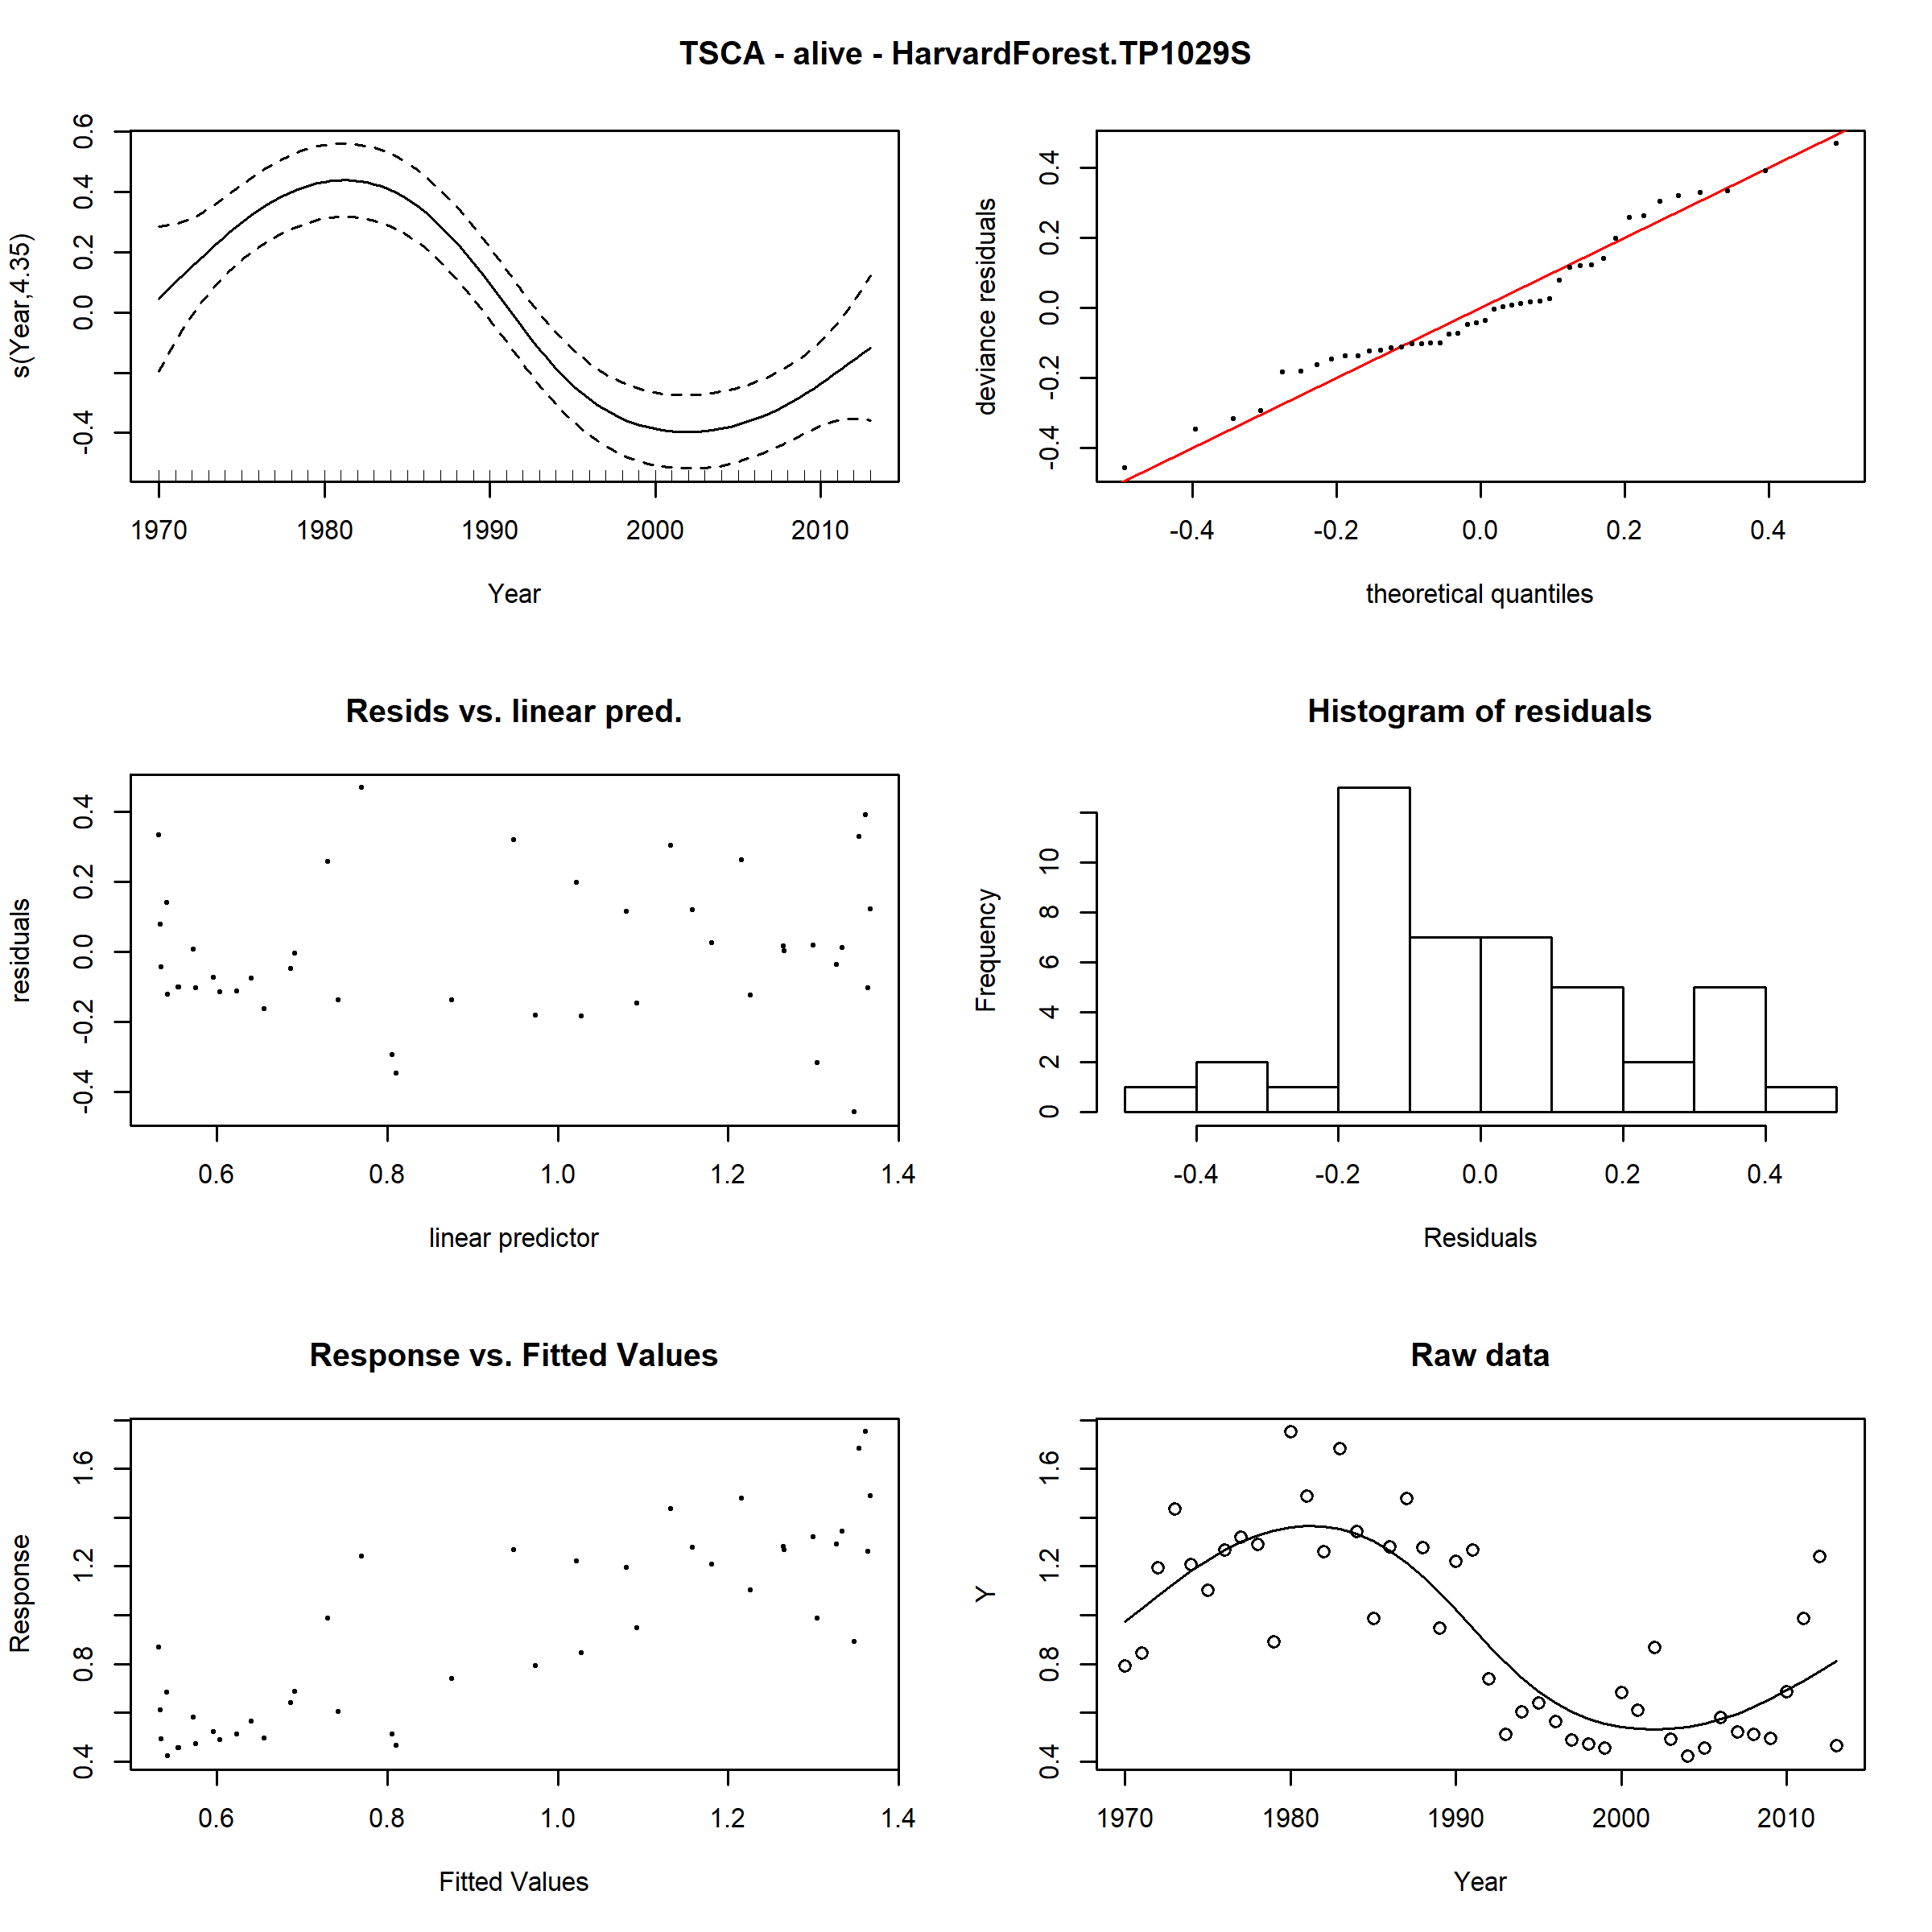 TSCA - alive - HarvardForest.TP1029S
s(Year,4.35)
-0.4 0.0 0.2 0.4 0.6
1970 1980 1990 2000 2010
Year
deviance residuals
-0.4 -0.2 0.0 0.2 0.4
-0.4 -0.2 0.0 0.2 0.4
theoretical quantiles
Resids vs. linear pred.
residuals
-0.4 -0.2 0.0 0.2 0.4
0.6 0.8 1.0 1.2 1.4
linear predictor
Histogram of residuals
Frequency
0 2 4 6 8 10
-0.4 -0.2 0.0 0.2 0.4
Residuals
Response vs. Fitted Values
Response
0.4 0.8 1.2 1.6
0.6 0.8 1.0 1.2 1.4
Fitted Values
Raw data
Y
0.4 0.8 1.2 1.6
1970 1980 1990 2000 2010
Year